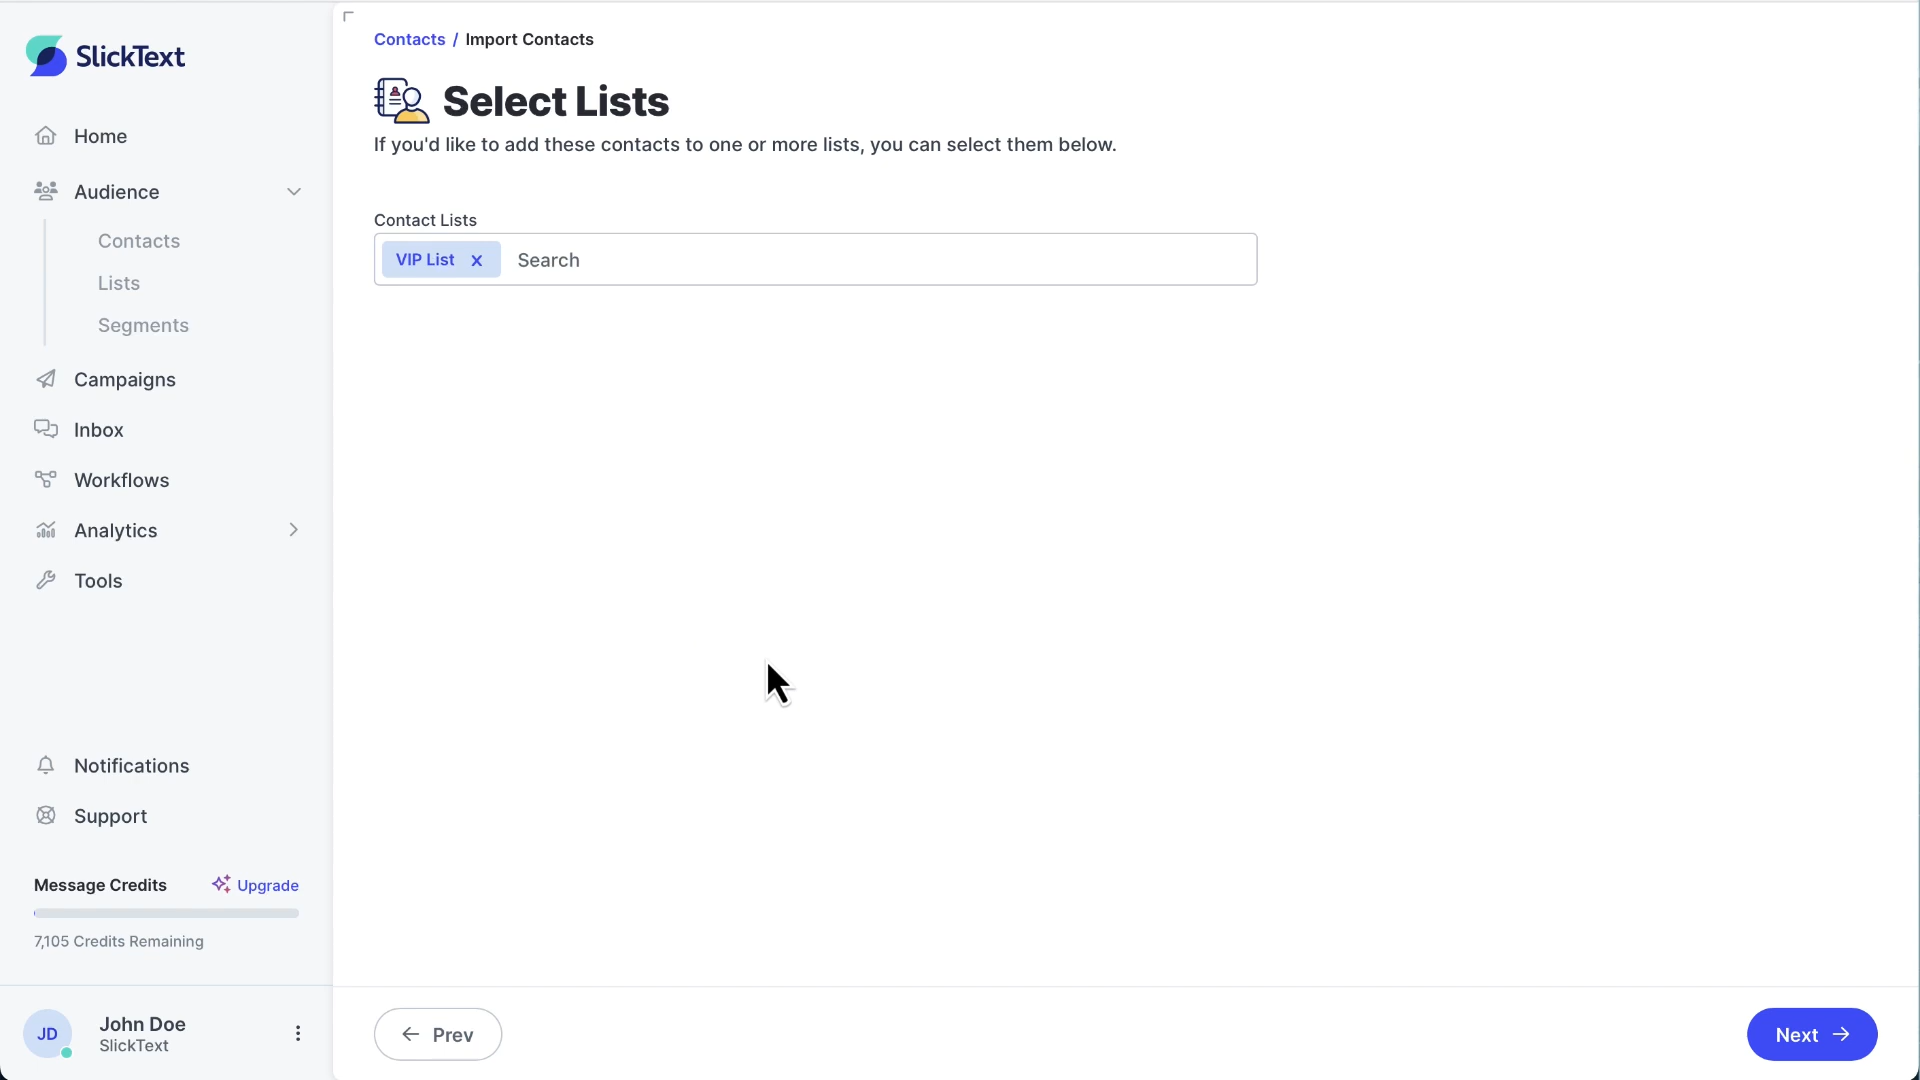 SlickText
Home
Audience
Contacts
Lists
Segments
Campaigns
Inbox
Workflows
Analytics
Tools
Notifications
Support
Message Credits
Upgrade
7,105 Credits Remaining
JD
John Doe
SlickText
Contacts / Import Contacts
Select Lists
If you'd like to add these contacts to one or more lists, you can select them below.
Contact Lists
VIP List x Search
Prev
Next